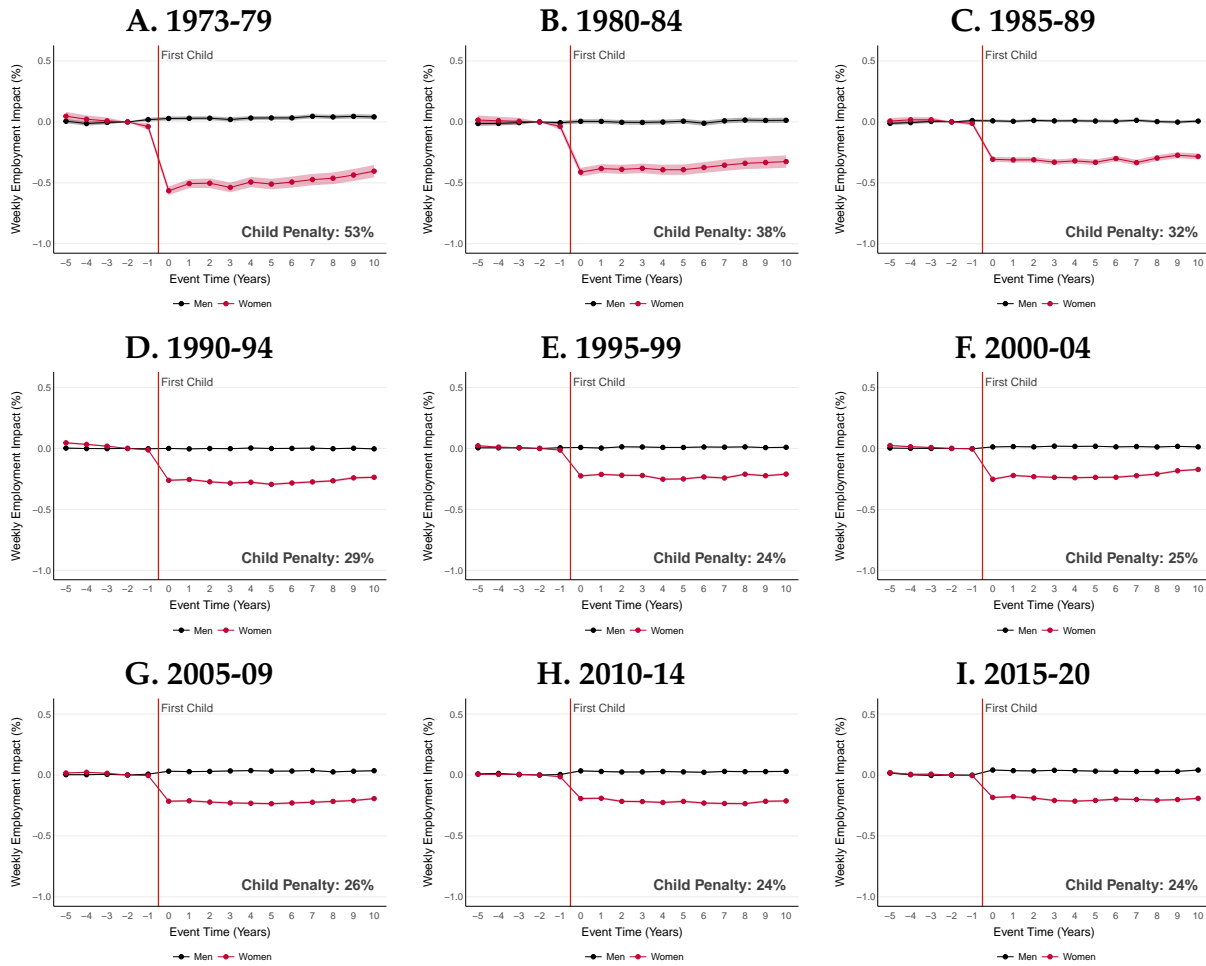 A. 1973-79
Weekly Employment Impact (%)
0.5
0.0
−0.5
−1.0
First Child
Child Penalty: 53%
−5 −4 −3 −2 −1 0 1 2 3 4 5 6 7 8 9 10
Event Time (Years)
Men Women
B. 1980-84
Weekly Employment Impact (%)
0.5
0.0
−0.5
−1.0
First Child
Child Penalty: 38%
−5 −4 −3 −2 −1 0 1 2 3 4 5 6 7 8 9 10
Event Time (Years)
Men Women
C. 1985-89
Weekly Employment Impact (%)
0.5
0.0
−0.5
−1.0
First Child
Child Penalty: 32%
−5 −4 −3 −2 −1 0 1 2 3 4 5 6 7 8 9 10
Event Time (Years)
Men Women
D. 1990-94
Weekly Employment Impact (%)
0.5
0.0
−0.5
−1.0
First Child
Child Penalty: 29%
−5 −4 −3 −2 −1 0 1 2 3 4 5 6 7 8 9 10
Event Time (Years)
Men Women
E. 1995-99
Weekly Employment Impact (%)
0.5
0.0
−0.5
−1.0
First Child
Child Penalty: 24%
−5 −4 −3 −2 −1 0 1 2 3 4 5 6 7 8 9 10
Event Time (Years)
Men Women
F. 2000-04
Weekly Employment Impact (%)
0.5
0.0
−0.5
−1.0
First Child
Child Penalty: 25%
−5 −4 −3 −2 −1 0 1 2 3 4 5 6 7 8 9 10
Event Time (Years)
Men Women
G. 2005-09
Weekly Employment Impact (%)
0.5
0.0
−0.5
−1.0
First Child
Child Penalty: 26%
−5 −4 −3 −2 −1 0 1 2 3 4 5 6 7 8 9 10
Event Time (Years)
Men Women
H. 2010-14
Weekly Employment Impact (%)
0.5
0.0
−0.5
−1.0
First Child
Child Penalty: 24%
−5 −4 −3 −2 −1 0 1 2 3 4 5 6 7 8 9 10
Event Time (Years)
Men Women
I. 2015-20
Weekly Employment Impact (%)
0.5
0.0
−0.5
−1.0
First Child
Child Penalty: 24%
−5 −4 −3 −2 −1 0 1 2 3 4 5 6 7 8 9 10
Event Time (Years)
Men Women